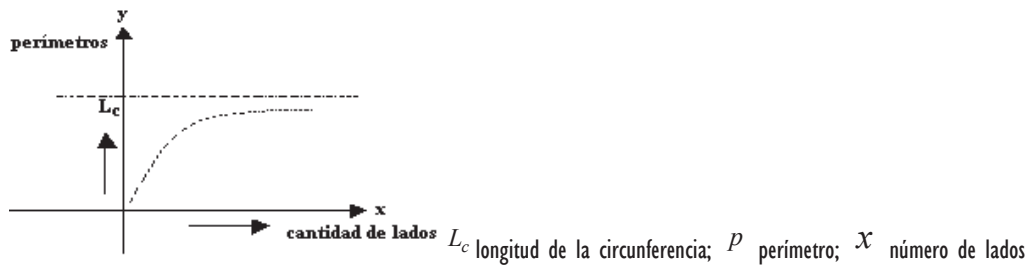 y
perímetros
Lc
x
cantidad de lados
Lc longitud de la circunferencia; p perímetro; x número de lados